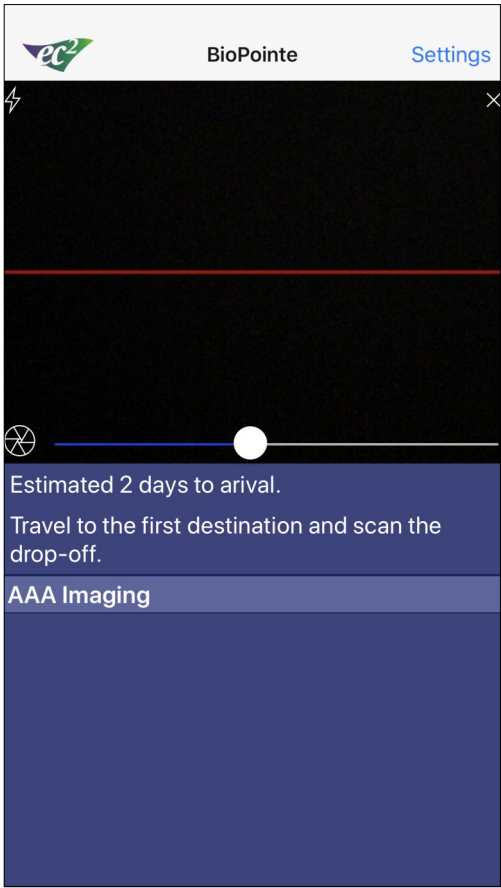 ec2
BioPointe
Settings
Estimated 2 days to arival.
Travel to the first destination and scan the
drop-off.
AAA Imaging